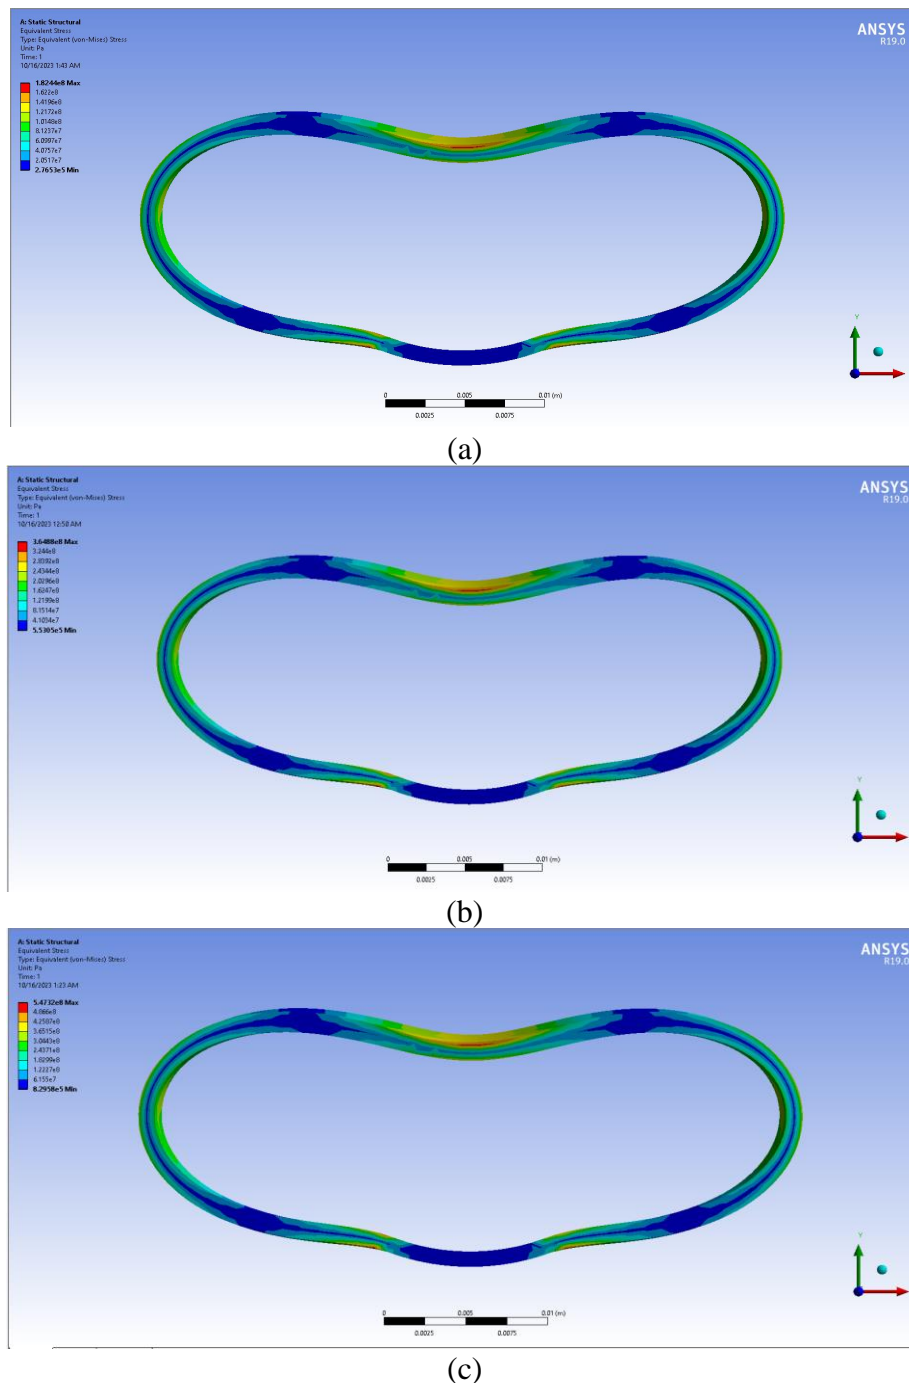 A: Static Structural
Equivalent Stress
Type: Equivalent (von-Mises) Stress
Unit: Pa
Time: 1
10/16/2023 1:43 AM
1.8244e8 Max
1.622e8
1.4196e8
1.2172e8
1.0148e8
8.1237e7
6.0997e7
4.0757e7
2.0517e7
2.7653e5 Min
ANSYS
R19.0
Y
0 0.005 0.01 (m)
0.0025 0.0075
(a)
A: Static Structural
Equivalent Stress
Type: Equivalent (von-Mises) Stress
Unit: Pa
Time: 1
10/16/2023 12:58 AM
3.6488e8 Max
3.244e8
2.8392e8
2.4344e8
2.0296e8
1.6247e8
1.2199e8
8.1514e7
4.1034e7
5.5305e5 Min
ANSYS
R19.0
Y
0 0.005 0.01 (m)
0.0025 0.0075
(b)
A: Static Structural
Equivalent Stress
Type: Equivalent (von-Mises) Stress
Unit: Pa
Time: 1
10/16/2023 1:23 AM
5.4732e8 Max
4.866e8
4.2587e8
3.6515e8
3.0443e8
2.4371e8
1.8299e8
1.2227e8
6.155e7
8.2958e5 Min
ANSYS
R19.0
Y
0 0.005 0.01 (m)
0.0025 0.0075
(c)